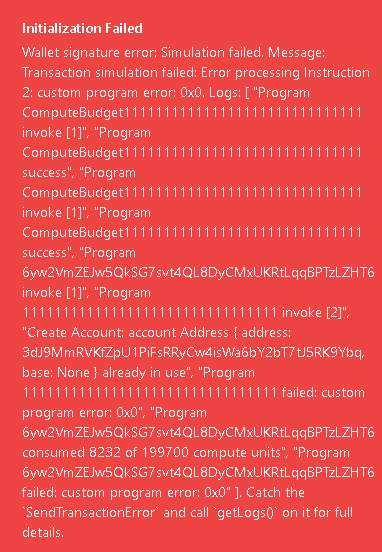 Initialization Failed
Wallet signature error: Simulation failed. Message:
Transaction simulation failed: Error processing Instruction
2: custom program error: 0x0. Logs: [ "Program
ComputeBudget111111111111111111111111111111
invoke [1]", "Program
ComputeBudget111111111111111111111111111111
success", "Program
ComputeBudget111111111111111111111111111111
invoke [1]", "Program
ComputeBudget111111111111111111111111111111
success", "Program
6yw2VmZEJw5QkSG7svt4QL8DyCMxUKRtLqqBPTzLZHT6
invoke [1]", "Program
11111111111111111111111111111111 invoke [2]",
"Create Account: account Address { address:
3dJ9MmRVKfZpU1PiFsRRyCw4isWa6bY2bT7tJ5RK9Ybq,
base: None } already in use", "Program
11111111111111111111111111111111 failed: custom
program error: 0x0", "Program
6yw2VmZEJw5QkSG7svt4QL8DyCMxUKRtLqqBPTzLZHT6
consumed 8232 of 199700 compute units", "Program
6yw2VmZEJw5QkSG7svt4QL8DyCMxUKRtLqqBPTzLZHT6
failed: custom program error: 0x0" ]. Catch the
`SendTransactionError` and call `getLogs()` on it for full
details.